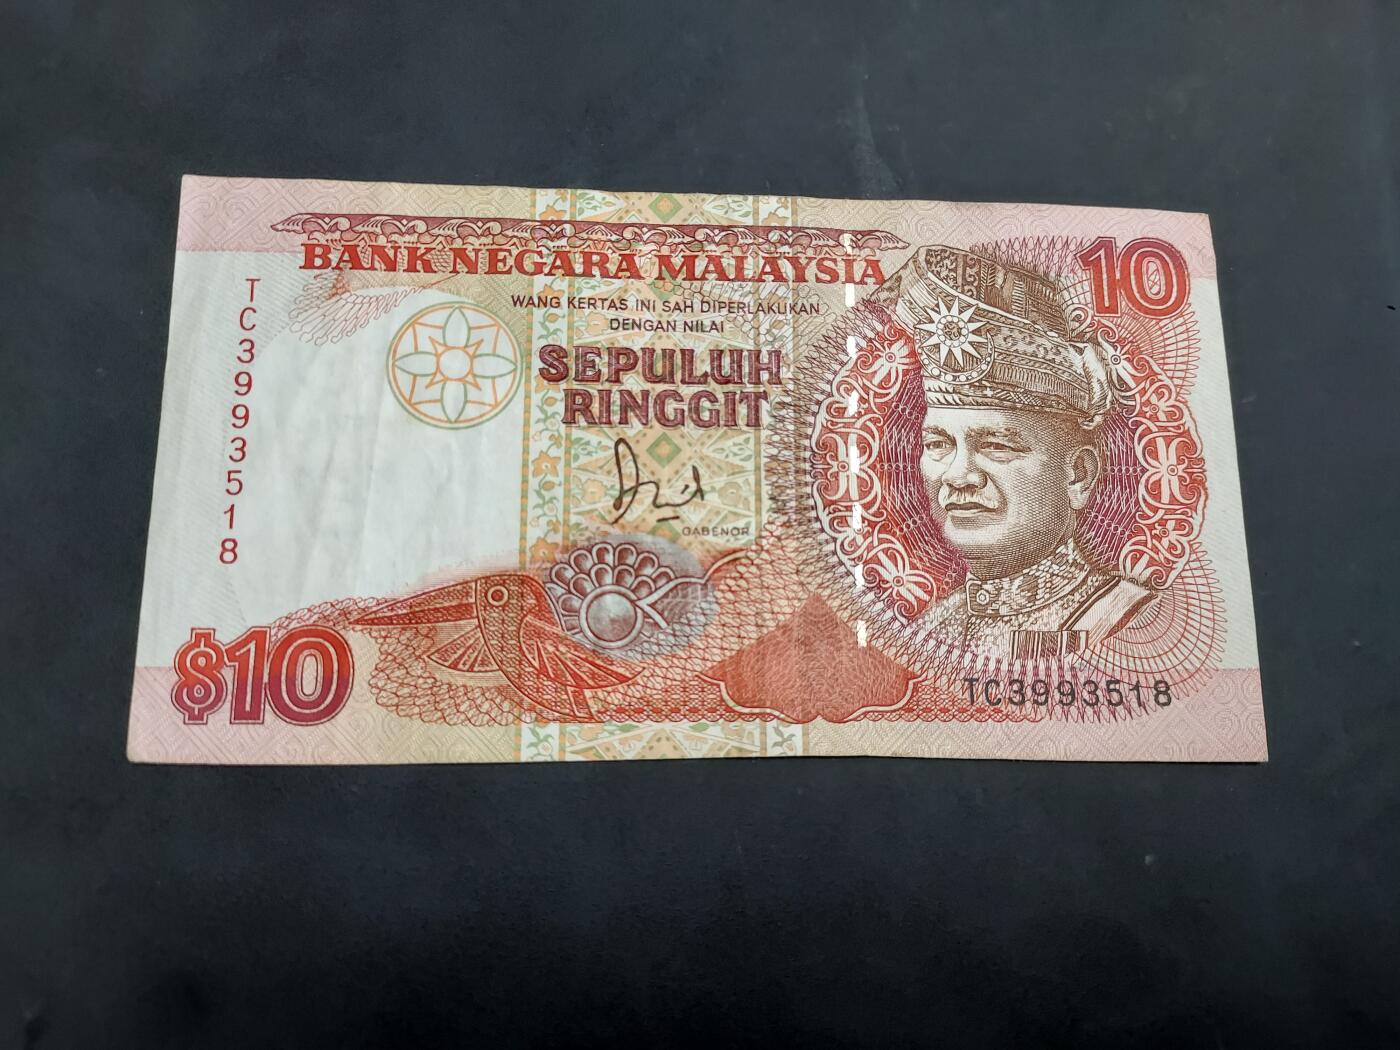 BANK NEGARA MALAYSIA
10
WANG KERTAS INI SAH DIPERLAKUKAN
DENGAN NILAI
SEPULUH
RINGGIT
GABENOR
TC3993518
$10
TC3993518